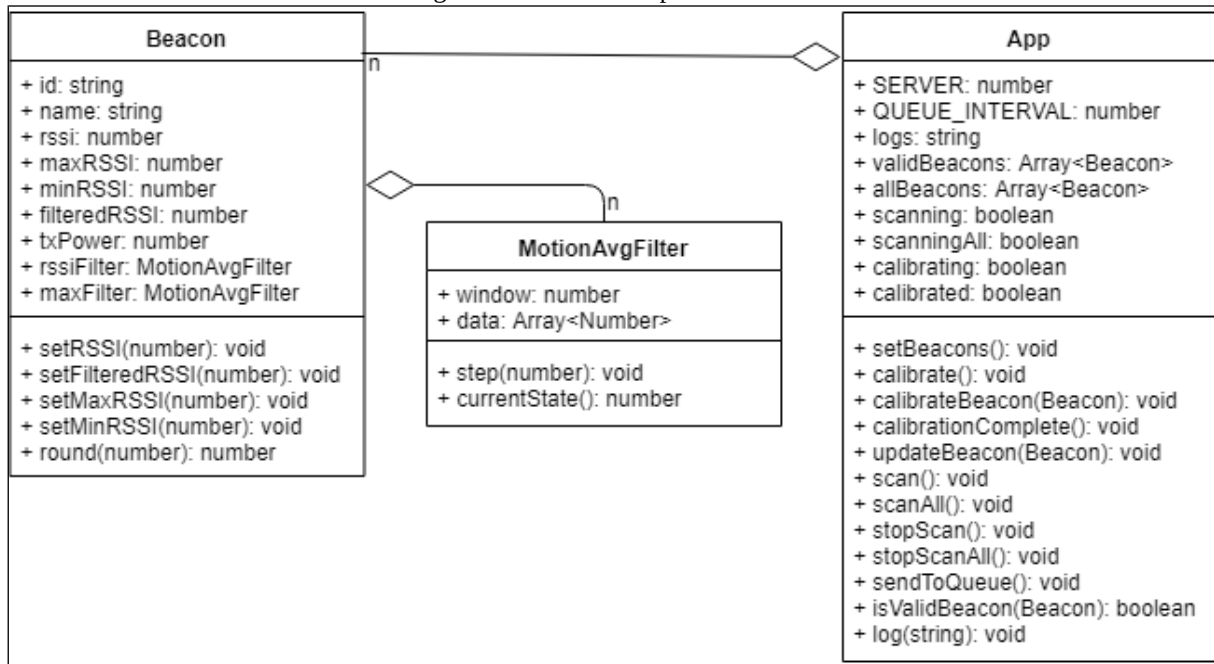 Beacon
+ id: string
+ name: string
+ rssi: number
+ maxRSSI: number
+ minRSSI: number
+ filteredRSSI: number
+ txPower: number
+ rssiFilter: MotionAvgFilter
+ maxFilter: MotionAvgFilter
+ setRSSI(number): void
+ setFilteredRSSI(number): void
+ setMaxRSSI(number): void
+ setMinRSSI(number): void
+ round(number): number
n
n
MotionAvgFilter
+ window: number
+ data: Array<Number>
+ step(number): void
+ currentState(): number
App
+ SERVER: number
+ QUEUE_INTERVAL: number
+ logs: string
+ validBeacons: Array<Beacon>
+ allBeacons: Array<Beacon>
+ scanning: boolean
+ scanningAll: boolean
+ calibrating: boolean
+ calibrated: boolean
+ setBeacons(): void
+ calibrate(): void
+ calibrateBeacon(Beacon): void
+ calibrationComplete(): void
+ updateBeacon(Beacon): void
+ scan(): void
+ scanAll(): void
+ stopScan(): void
+ stopScanAll(): void
+ sendToQueue(): void
+ isValidBeacon(Beacon): boolean
+ log(string): void